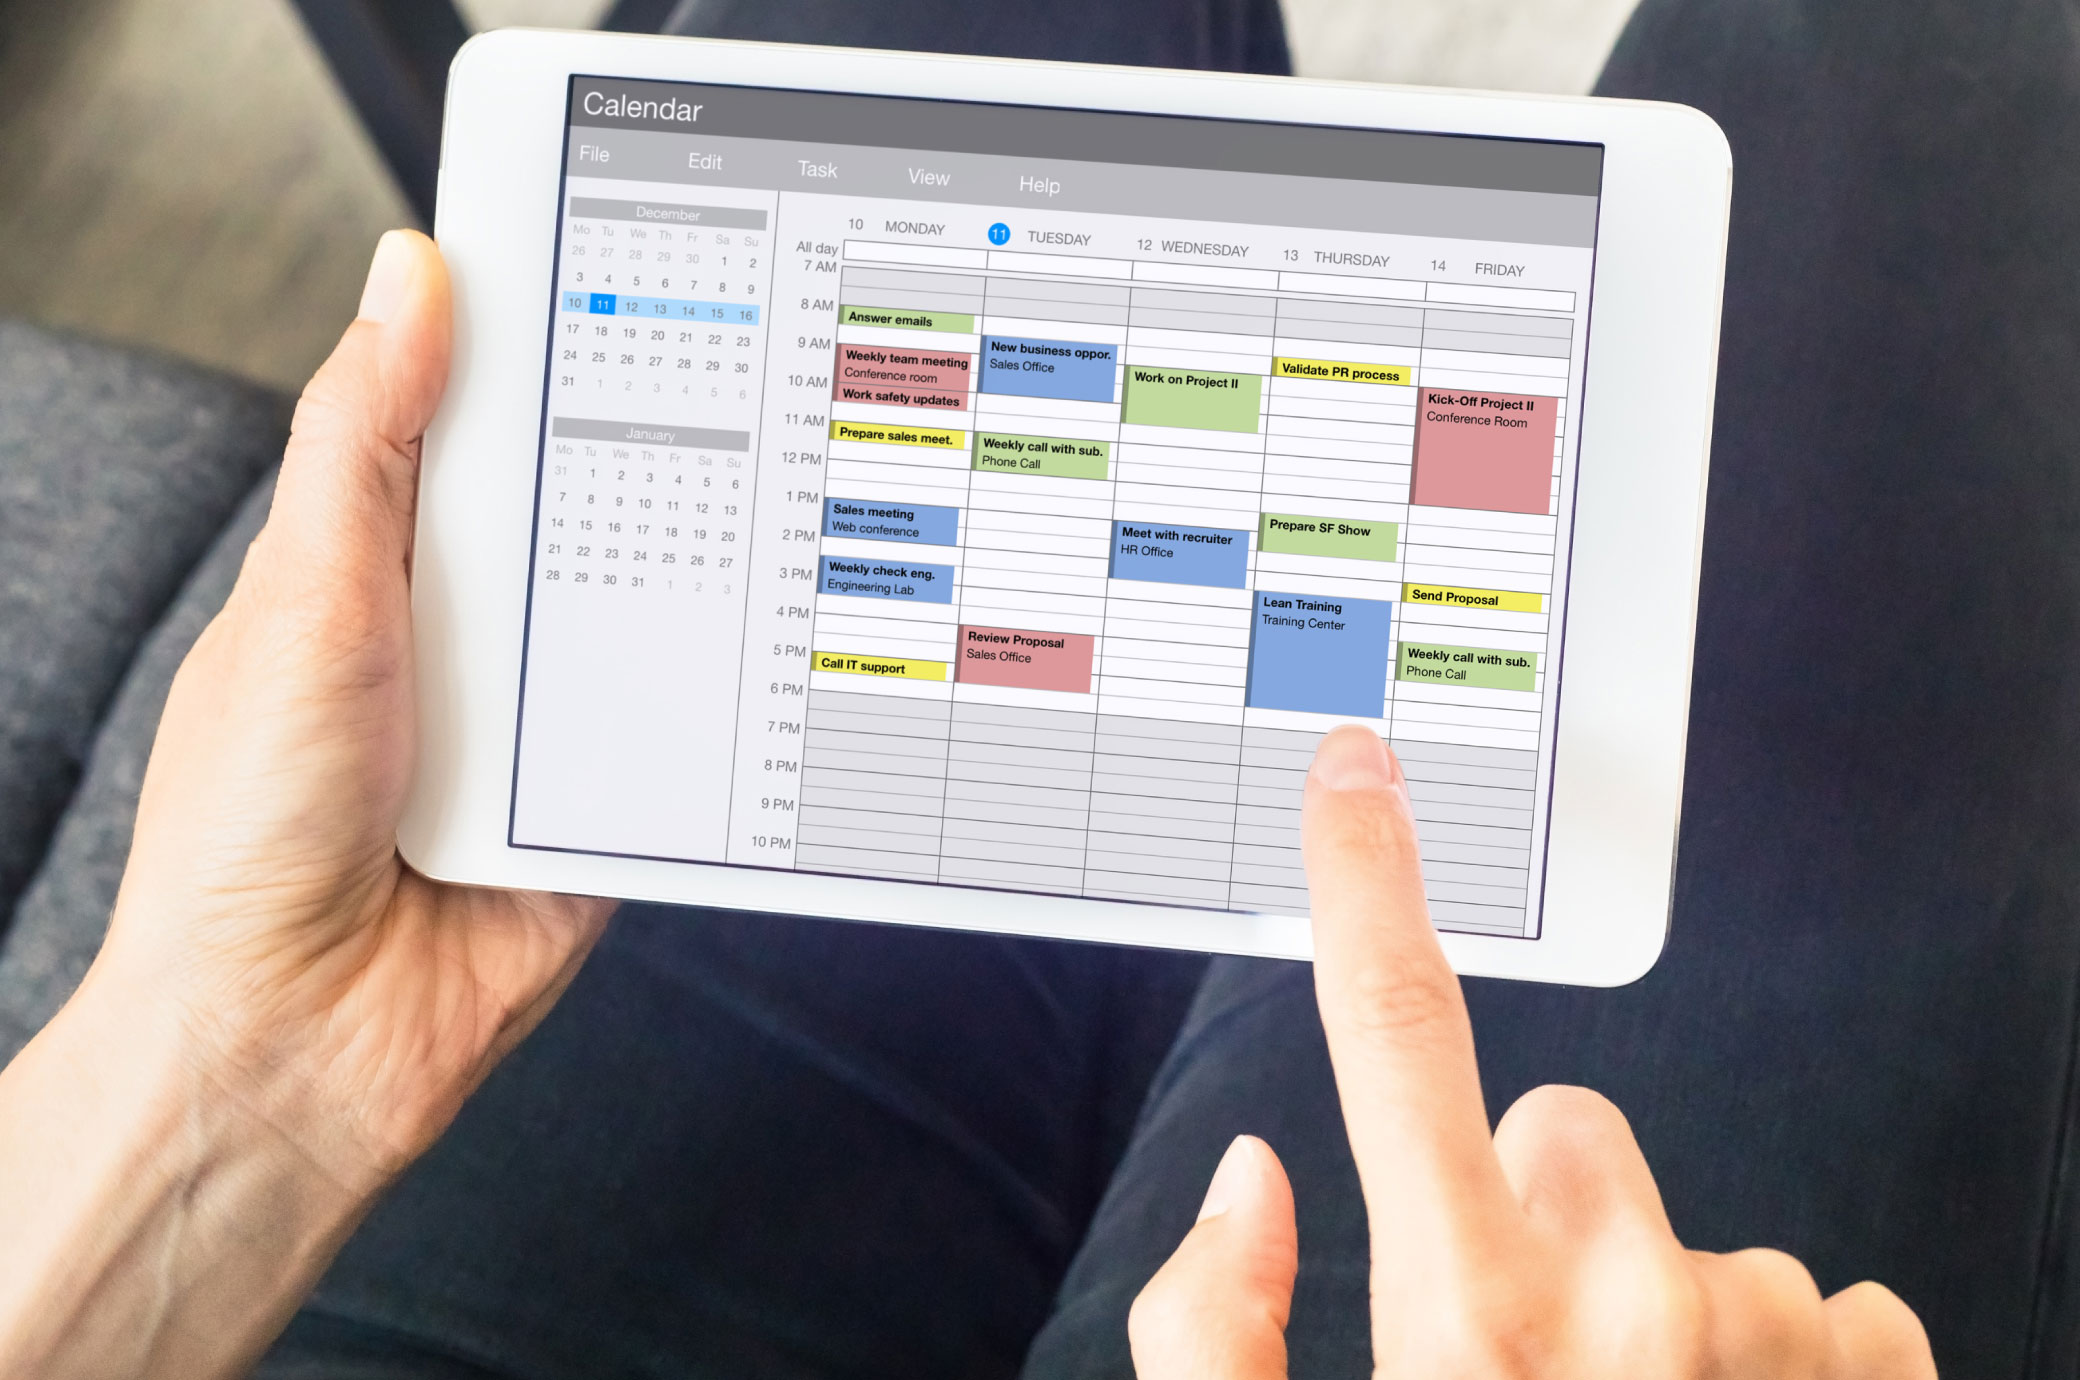 Calendar
File Edit Task View Help
December
Mo Tu We Th Fr Sa Su
26 27 28 29 30 1 2
3 4 5 6 7 8 9
10 11 12 13 14 15 16
17 18 19 20 21 22 23
24 25 26 27 28 29 30
31 1 2 3 4 5 6
January
Mo Tu We Th Fr Sa Su
31 1 2 3 4 5 6
7 8 9 10 11 12 13
14 15 16 17 18 19 20
21 22 23 24 25 26 27
28 29 30 31 1 2 3
10 MONDAY 11 TUESDAY 12 WEDNESDAY 13 THURSDAY 14 FRIDAY
All day
7 AM
8 AM
9 AM
10 AM
11 AM
12 PM
1 PM
2 PM
3 PM
4 PM
5 PM
6 PM
7 PM
8 PM
9 PM
10 PM
Answer emails
Weekly team meeting
Conference room
Work safety updates
Prepare sales meet.
Sales meeting
Web conference
Weekly check eng.
Engineering Lab
Call IT support
New business oppor.
Sales Office
Weekly call with sub.
Phone Call
Review Proposal
Sales Office
Work on Project II
Meet with recruiter
HR Office
Validate PR process
Prepare SF Show
Lean Training
Training Center
Kick-Off Project II
Conference Room
Send Proposal
Weekly call with sub.
Phone Call